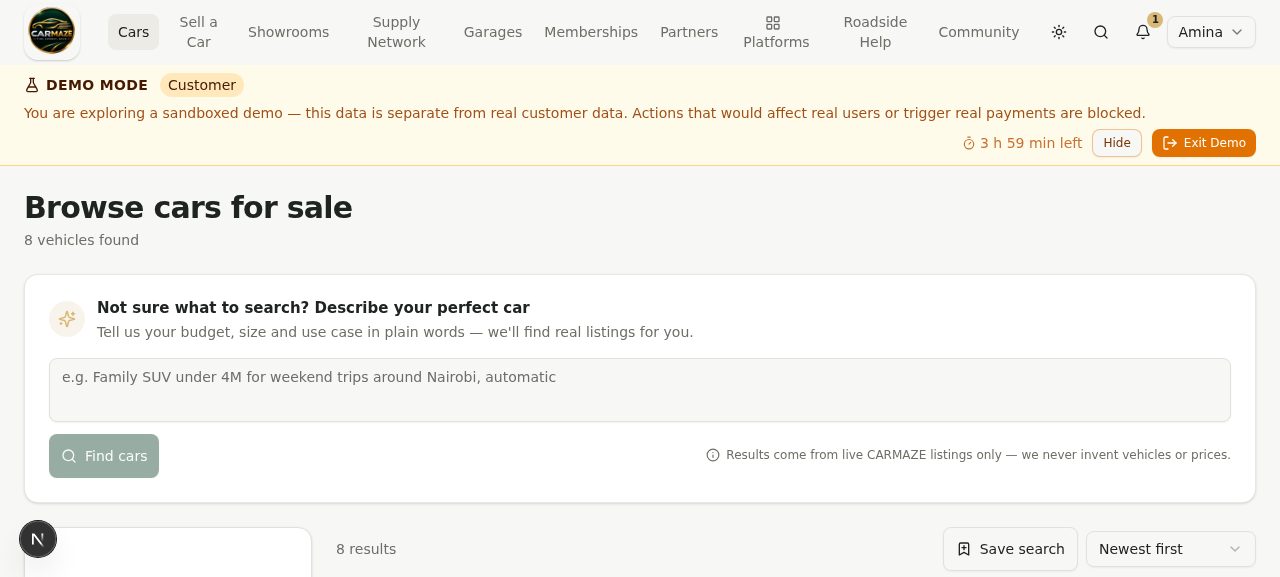 CARMAZE
Cars
Sell a
Car
Showrooms
Supply
Network
Garages
Memberships
Partners
Platforms
Roadside
Help
Community
1
Amina
DEMO MODE
Customer
You are exploring a sandboxed demo — this data is separate from real customer data. Actions that would affect real users or trigger real payments are blocked.
3 h 59 min left
Hide
Exit Demo
Browse cars for sale
8 vehicles found
Not sure what to search? Describe your perfect car
Tell us your budget, size and use case in plain words — we'll find real listings for you.
e.g. Family SUV under 4M for weekend trips around Nairobi, automatic
Find cars
Results come from live CARMAZE listings only — we never invent vehicles or prices.
N
8 results
Save search
Newest first